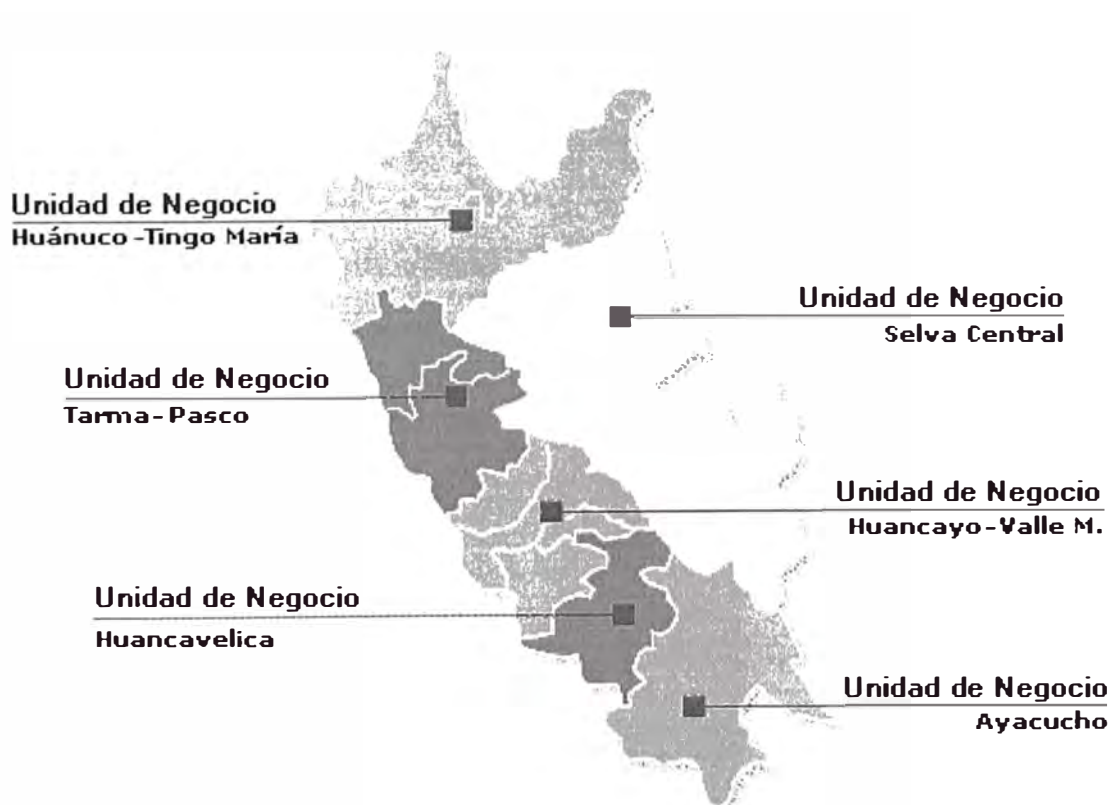 Unidad de Negocio
Huánuco-Tingo María
Unidad de Negocio
Selva Central
Unidad de Negocio
Tarma-Pasco
Unidad de Negocio
Huancayo-Valle M.
Unidad de Negocio
Huancavelica
Unidad de Negocio
Ayacucho